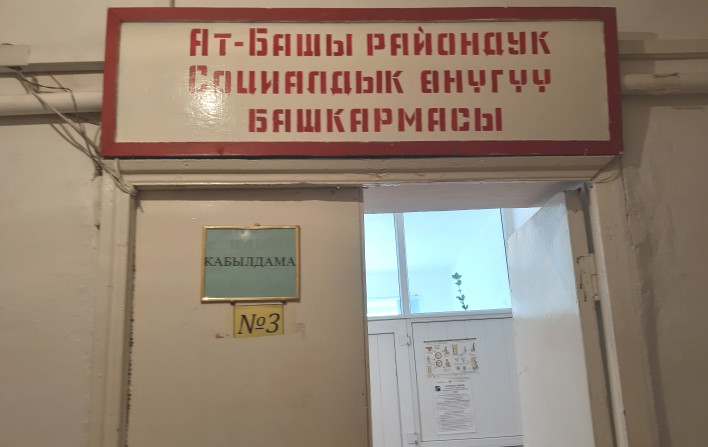 Ат-Башы райондук
Социалдык өнүгүү
башкармасы
КАБЫЛДАМА
№3